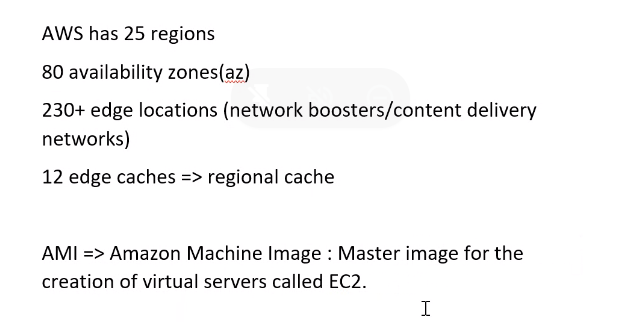 AWS has 25 regions
80 availability zones(az)
230+ edge locations (network boosters/content delivery
networks)
12 edge caches => regional cache
AMI => Amazon Machine Image : Master image for the
creation of virtual servers called EC2.